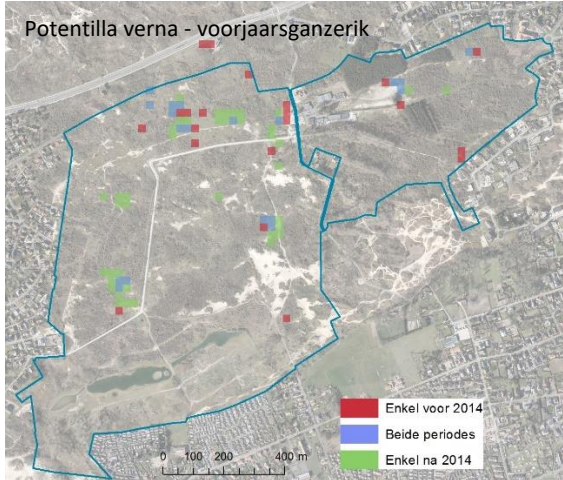 Potentilla verna - voorjaarsganzerik
Enkel voor 2014
Beide periodes
Enkel na 2014
0 100 200 400 m